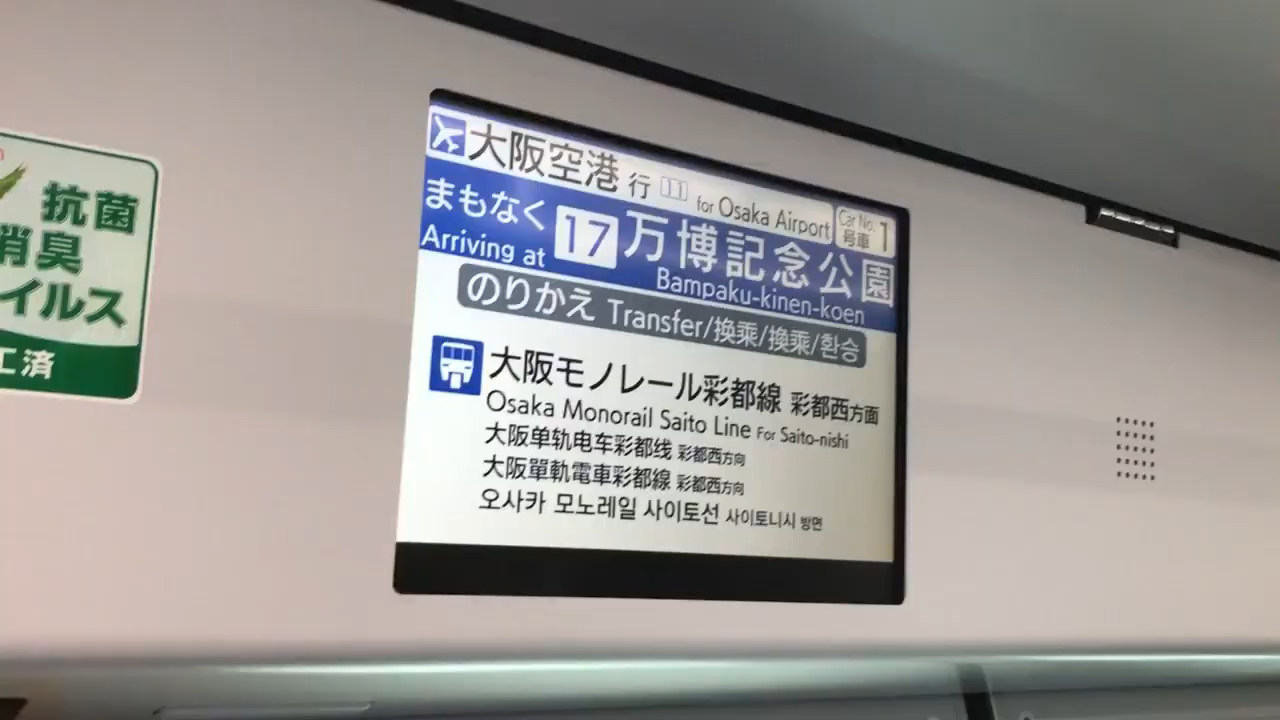 抗菌
消臭
イルス
工済
大阪空港 行 11 for Osaka Airport
Car No. 号車 1
まもなく 17 万博記念公園
Arriving at Bampaku-kinen-koen
のりかえ Transfer/换乘/換乘/환승
大阪モノレール彩都線 彩都西方面
Osaka Monorail Saito Line For Saito-nishi
大阪单轨电车彩都线 彩都西方向
大阪單軌電車彩都線 彩都西方向
오사카 모노레일 사이토선 사이토니시 방면